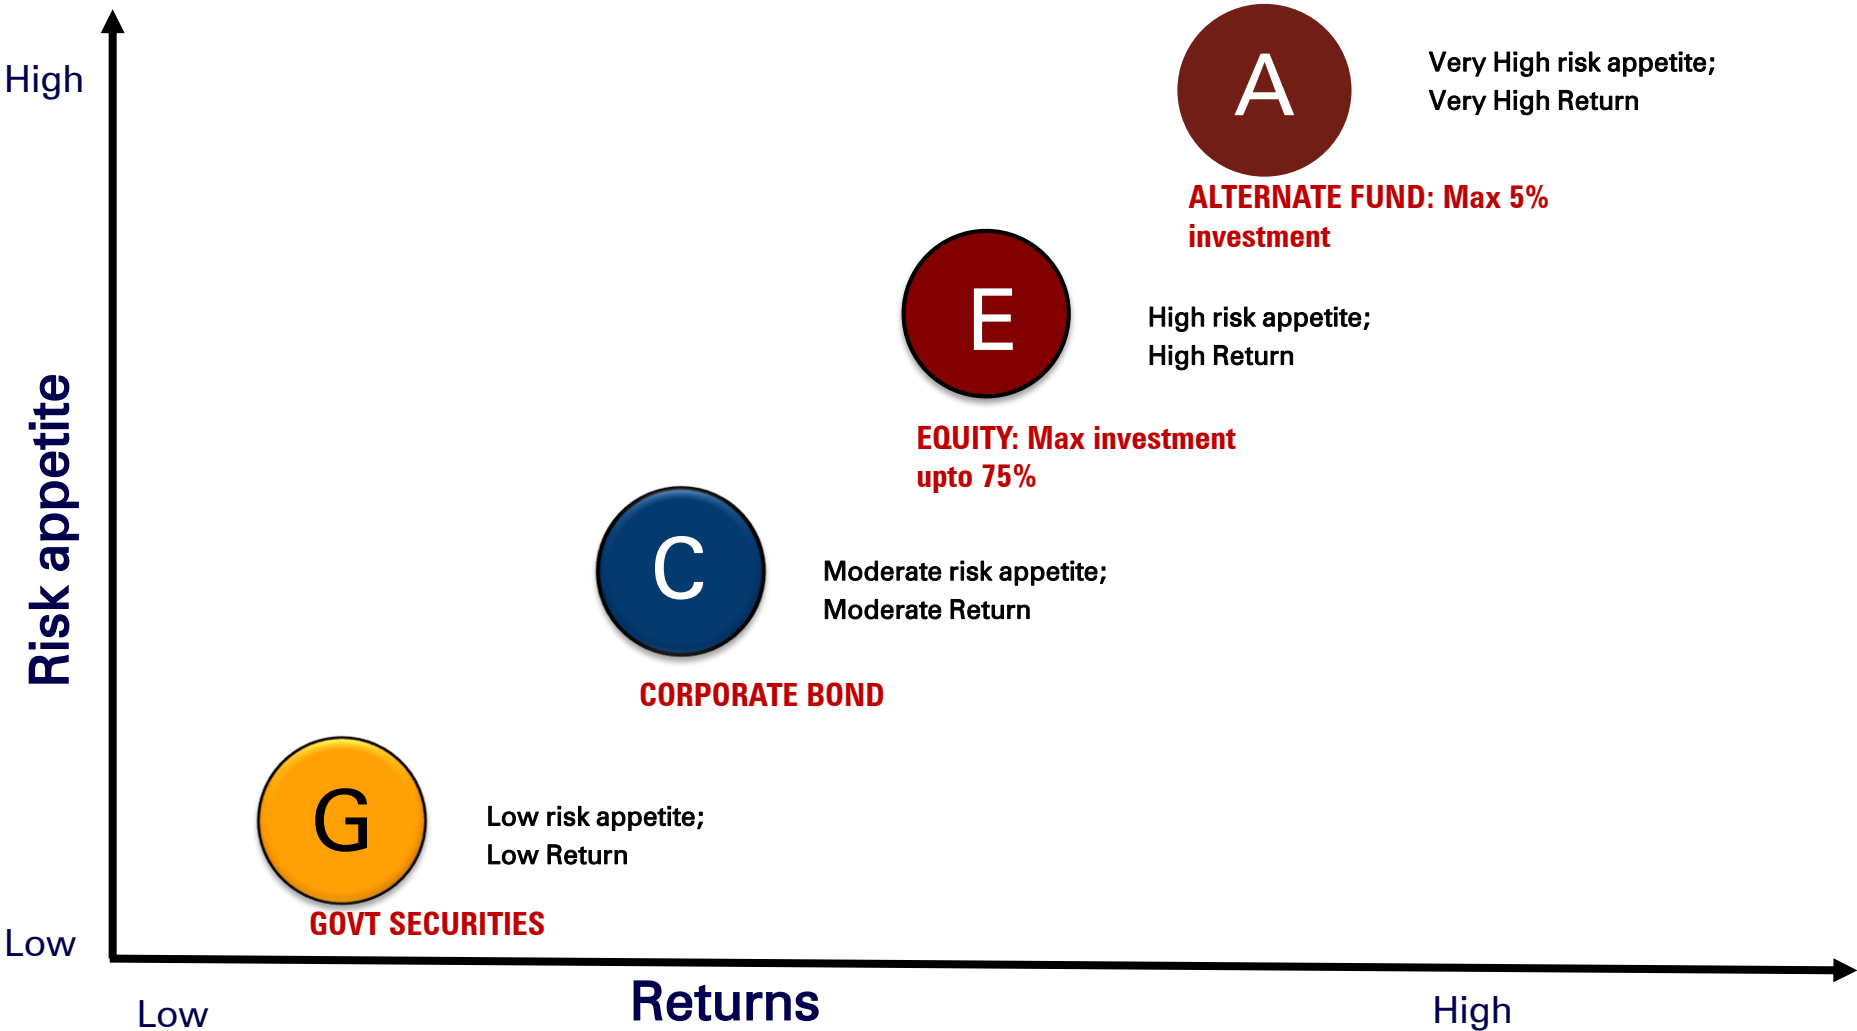 High
A
Very High risk appetite;
Very High Return
ALTERNATE FUND: Max 5%
investment
E
High risk appetite;
High Return
EQUITY: Max investment
upto 75%
Risk appetite
C
Moderate risk appetite;
Moderate Return
CORPORATE BOND
G
Low risk appetite;
Low Return
GOVT SECURITIES
Low
Low
Returns
High